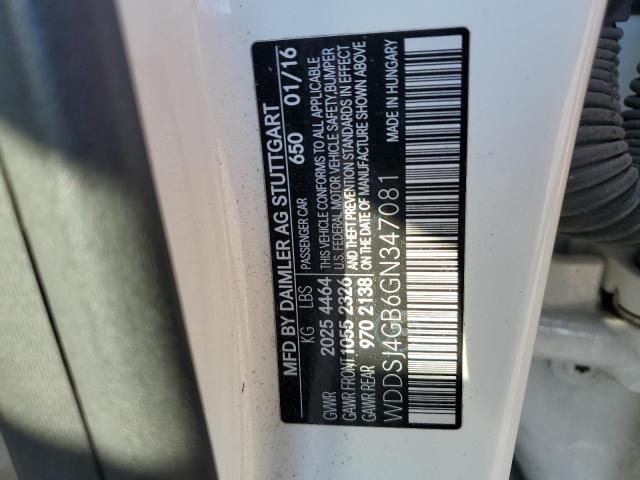 MFD BY DAIMLER AG STUTTGART
KG LBS PASSENGER CAR 650 01/16
GVWR 2025 4464 THIS VEHICLE CONFORMS TO ALL APPLICABLE
U.S. FEDERAL MOTOR VEHICLE SAFETY, BUMPER
GAWR FRONT 1055 2326 AND THEFT PREVENTION STANDARDS IN EFFECT
GAWR REAR 970 2138 ON THE DATE OF MANUFACTURE SHOWN ABOVE.
WDDSJ4GB6GN347081 MADE IN HUNGARY